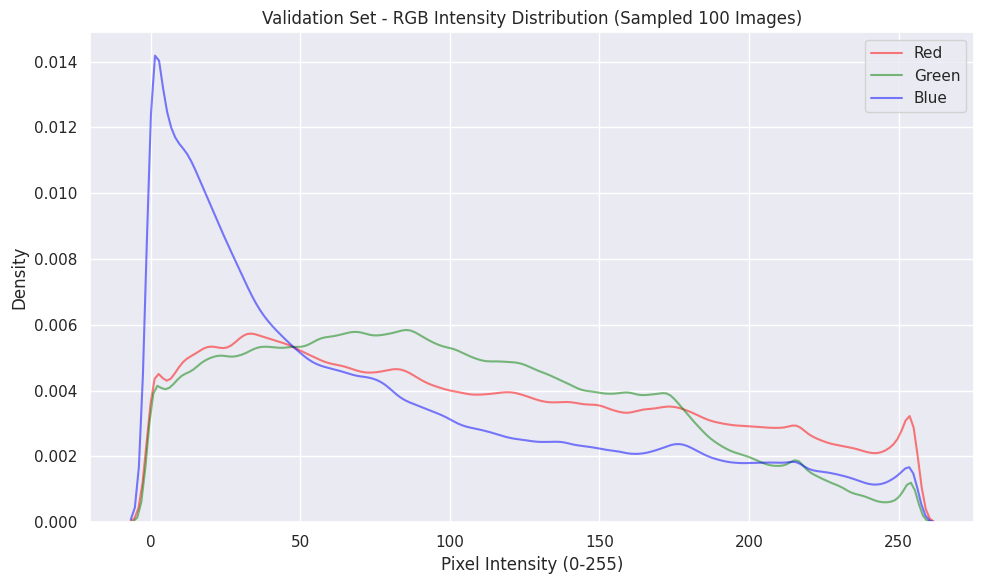 Validation Set - RGB Intensity Distribution (Sampled 100 Images)
Red
Green
Blue
Density
0.014
0.012
0.010
0.008
0.006
0.004
0.002
0.000
0 50 100 150 200 250
Pixel Intensity (0-255)